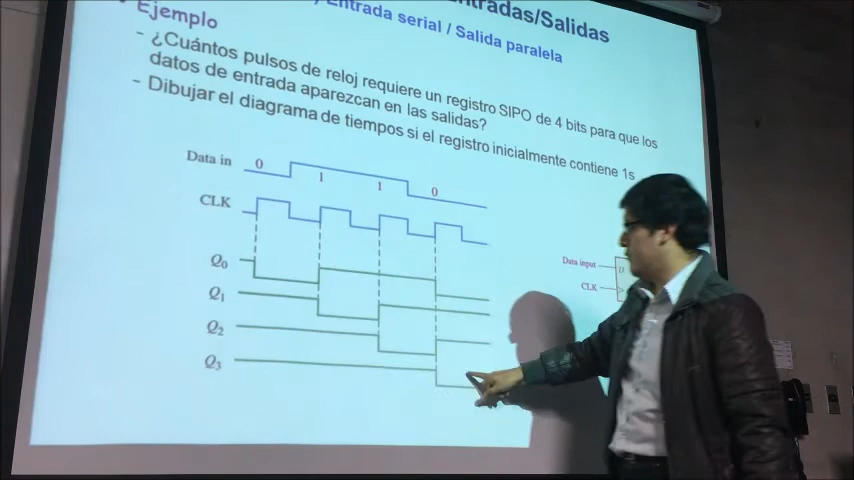 ntradas/Salidas
Entrada serial / Salida paralela
Ejemplo
- ¿Cuántos pulsos de reloj requiere un registro SIPO de 4 bits para que los
datos de entrada aparezcan en las salidas?
- Dibujar el diagrama de tiempos si el registro inicialmente contiene 1s
Data in 0 1 1 0
CLK
Q0
Q1
Q2
Q3
Data input D
CLK